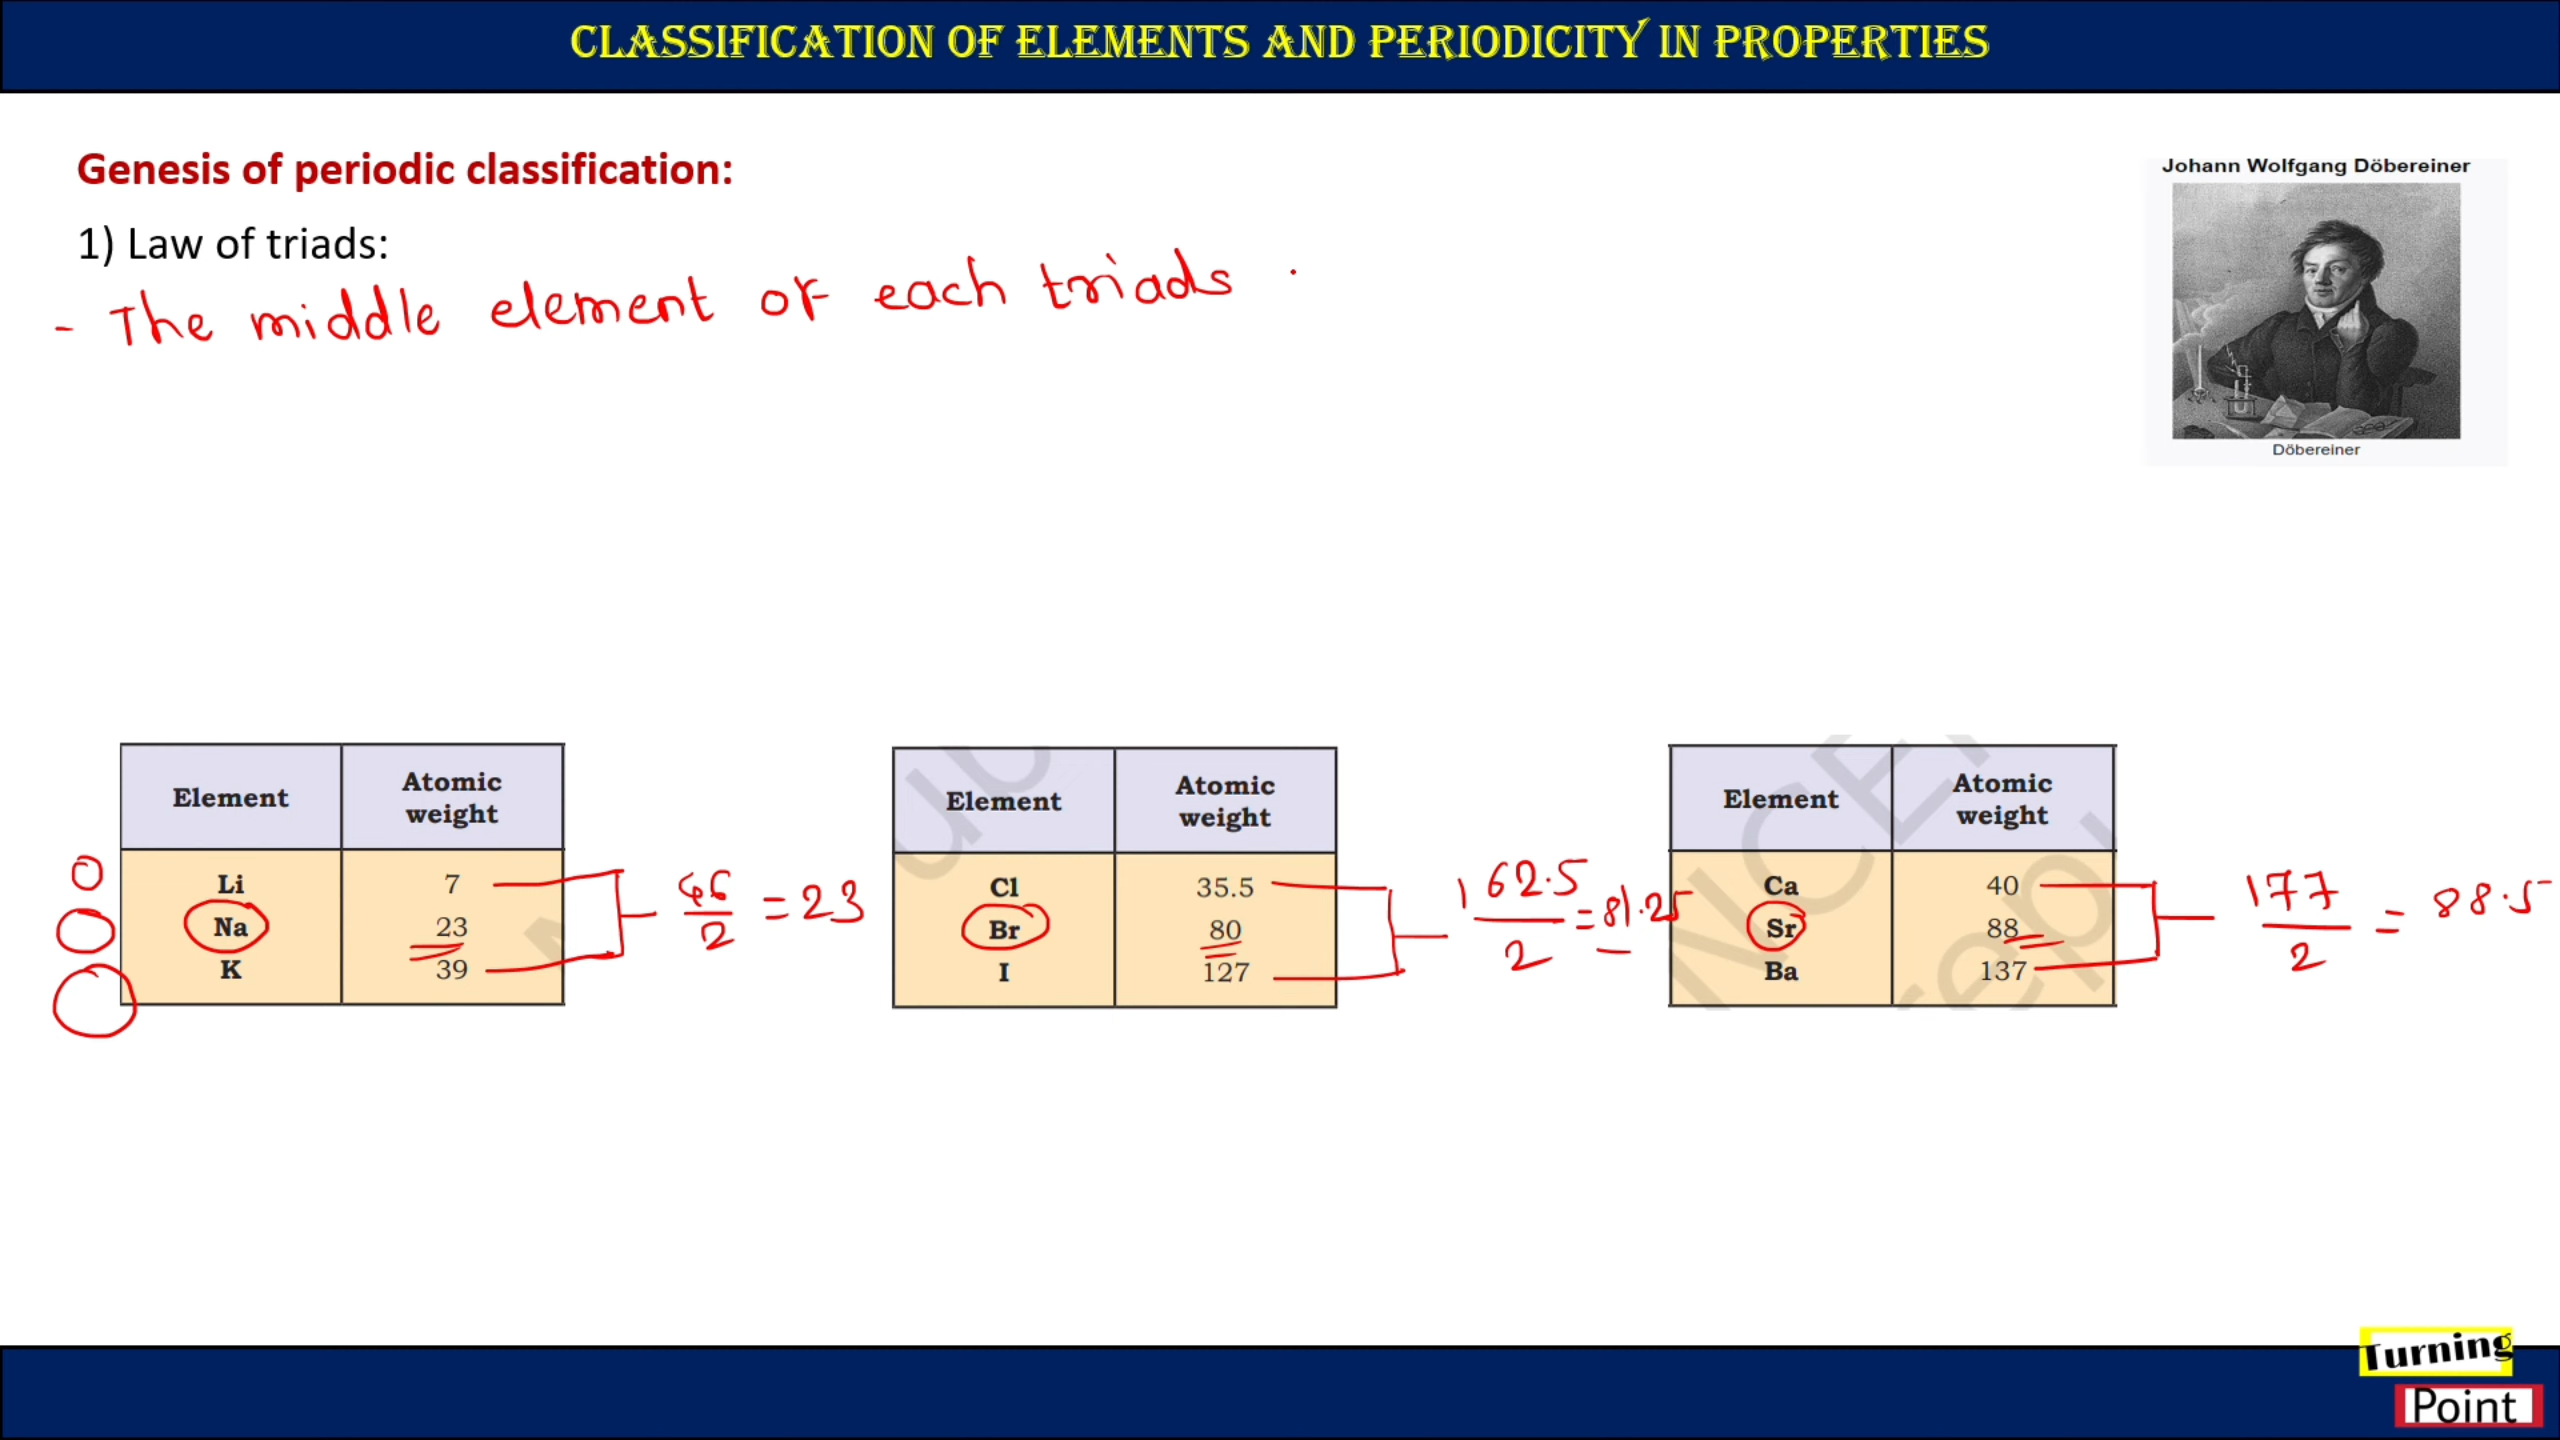 CLASSIFICATION OF ELEMENTS AND PERIODICITY IN PROPERTIES
Genesis of periodic classification:
1) Law of triads:
- The middle element of each triads
Johann Wolfgang Döbereiner
Döbereiner
Element Atomic weight
Li 7
Na 23
K 39
46/2 = 23
Element Atomic weight
Cl 35.5
Br 80
I 127
162.5/2 = 81.25
Element Atomic weight
Ca 40
Sr 88
Ba 137
177/2 = 88.5
Turning
Point